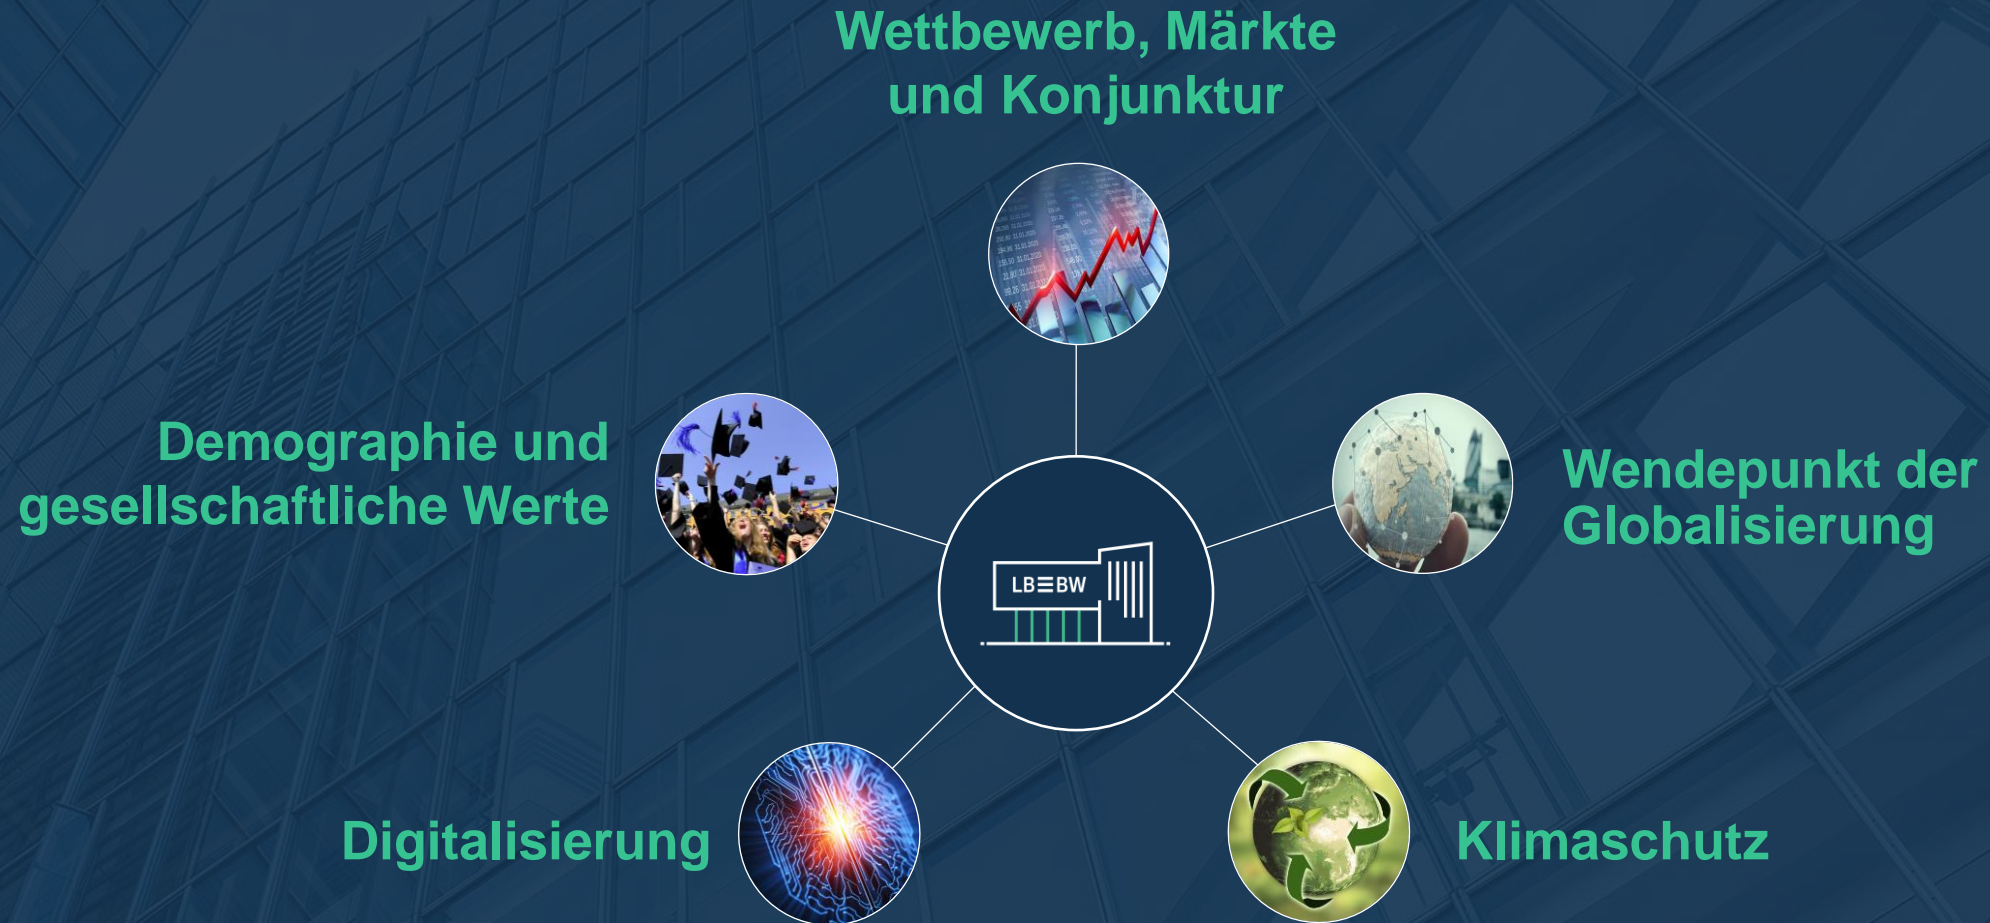 Wettbewerb, Märkte
und Konjunktur
Demographie und
gesellschaftliche Werte
Wendepunkt der
Globalisierung
LB☰BW
Digitalisierung
Klimaschutz